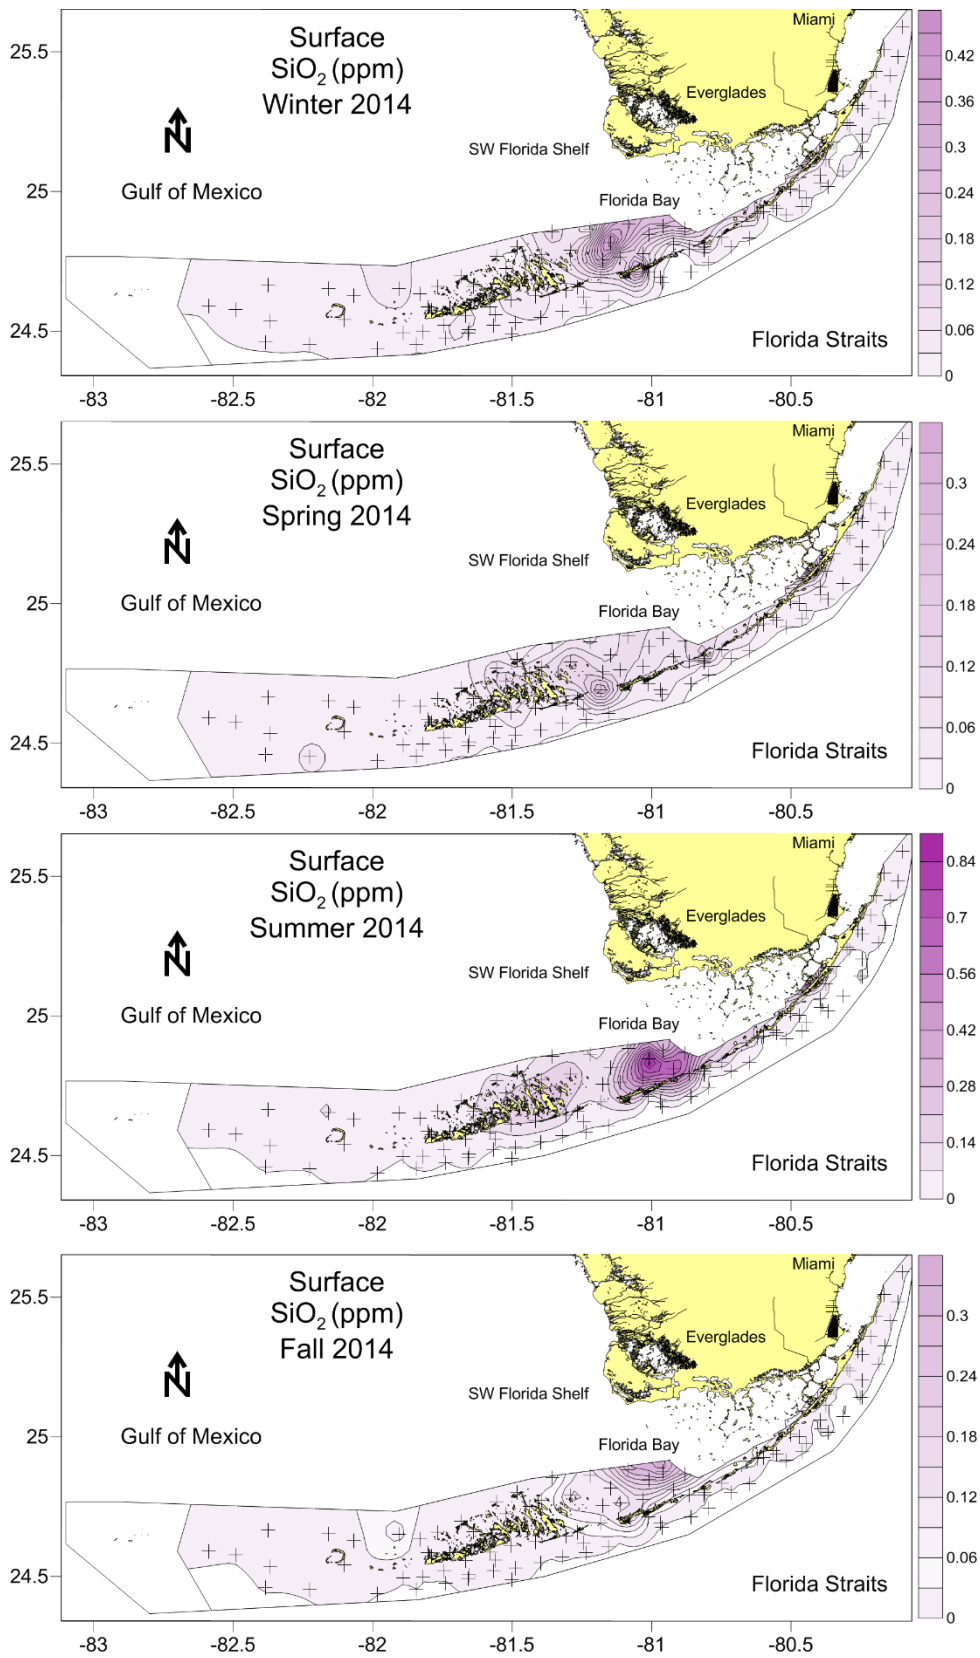 Surface
SiO₂ (ppm)
Winter 2014
N
Gulf of Mexico
SW Florida Shelf
Everglades
Miami
Florida Bay
Florida Straits
25.5
25
24.5
-83 -82.5 -82 -81.5 -81 -80.5
0.42
0.36
0.3
0.24
0.18
0.12
0.06
0
Surface
SiO₂ (ppm)
Spring 2014
N
Gulf of Mexico
SW Florida Shelf
Everglades
Miami
Florida Bay
Florida Straits
25.5
25
24.5
-83 -82.5 -82 -81.5 -81 -80.5
0.3
0.24
0.18
0.12
0.06
0
Surface
SiO₂ (ppm)
Summer 2014
N
Gulf of Mexico
SW Florida Shelf
Everglades
Miami
Florida Bay
Florida Straits
25.5
25
24.5
-83 -82.5 -82 -81.5 -81 -80.5
0.84
0.7
0.56
0.42
0.28
0.14
0
Surface
SiO₂ (ppm)
Fall 2014
N
Gulf of Mexico
SW Florida Shelf
Everglades
Miami
Florida Bay
Florida Straits
25.5
25
24.5
-83 -82.5 -82 -81.5 -81 -80.5
0.3
0.24
0.18
0.12
0.06
0